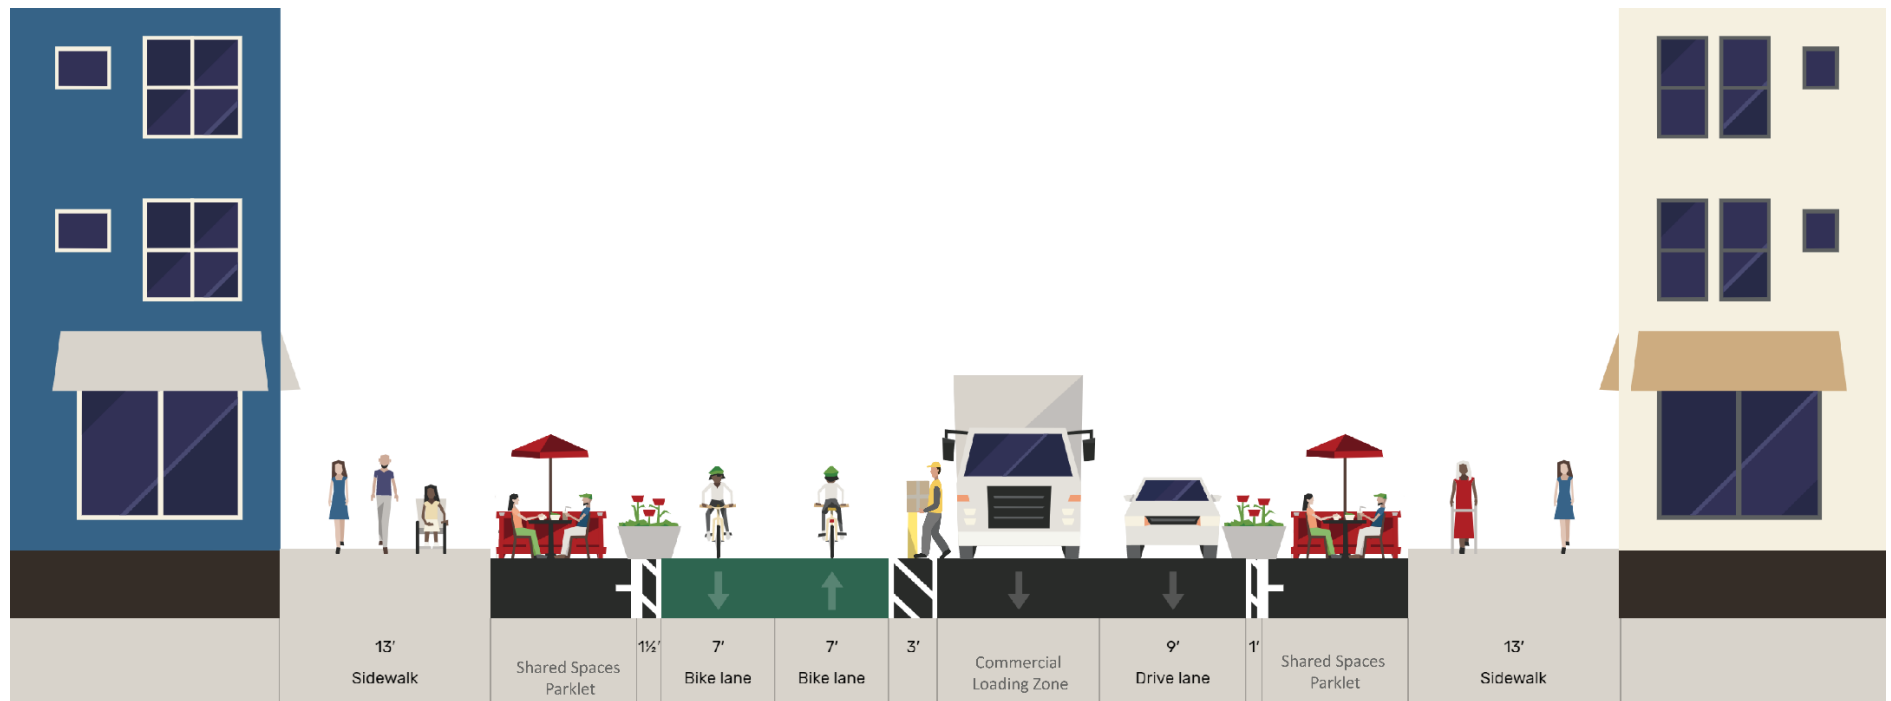 13′
Sidewalk
Shared Spaces
Parklet
1½′
7′
Bike lane
7′
Bike lane
3′
Commercial
Loading Zone
9′
Drive lane
1′
Shared Spaces
Parklet
13′
Sidewalk